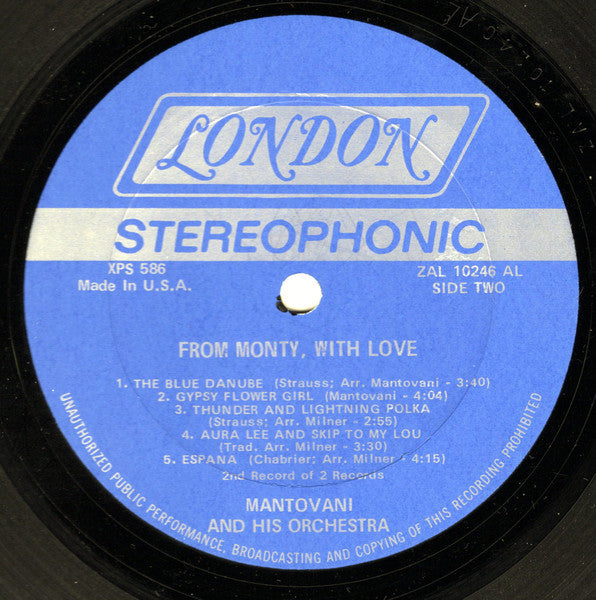 LONDON
STEREOPHONIC
XPS 586
Made In U.S.A.
ZAL 10246 AL
SIDE TWO
FROM MONTY, WITH LOVE
1. THE BLUE DANUBE (Strauss; Arr. Mantovani - 3:40)
2. GYPSY FLOWER GIRL (Mantovani - 4:04)
3. THUNDER AND LIGHTNING POLKA
(Strauss; Arr. Milner - 2:55)
4. AURA LEE AND SKIP TO MY LOU
(Trad. Arr. Milner - 3:30)
5. ESPANA (Chabrier; Arr. Milner - 4:15)
2nd Record of 2 Records
MANTOVANI
AND HIS ORCHESTRA
UNAUTHORIZED PUBLIC PERFORMANCE, BROADCASTING AND COPYING OF THIS RECORDING PROHIBITED